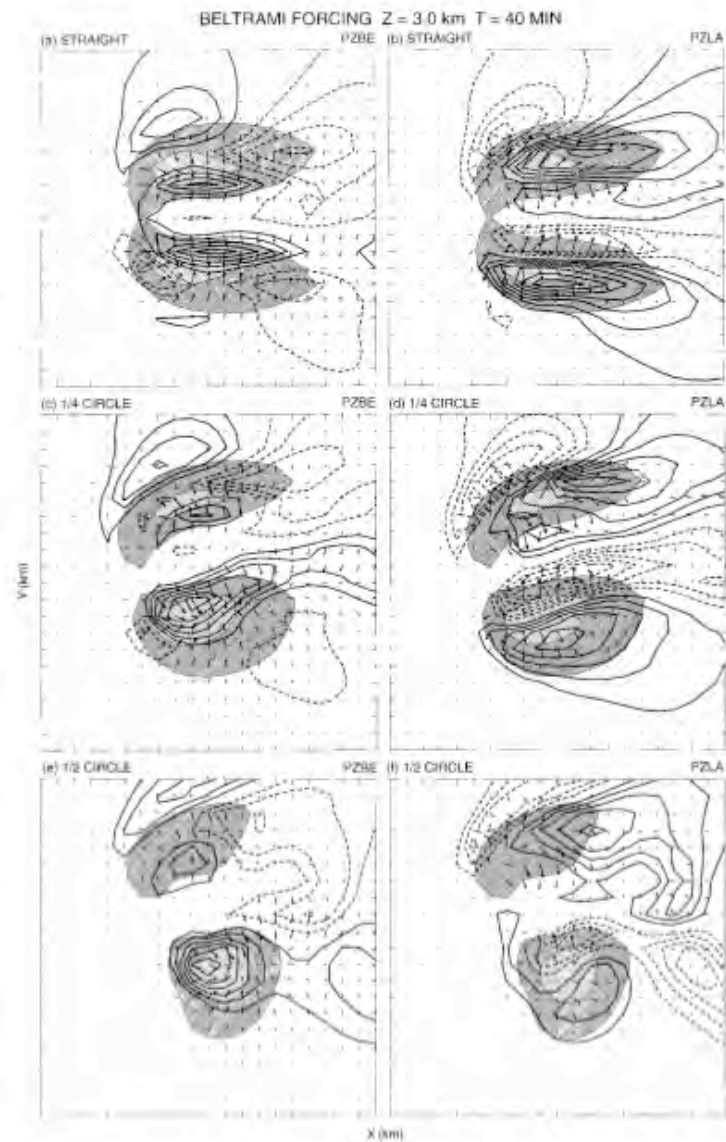 BELTRAMI FORCING Z = 3.0 km T = 40 MIN
(a) STRAIGHT PZBE
(b) STRAIGHT PZLA
(c) 1/4 CIRCLE PZBE
(d) 1/4 CIRCLE PZLA
Y (km)
(e) 1/2 CIRCLE PZBE
(f) 1/2 CIRCLE PZLA
X (km)